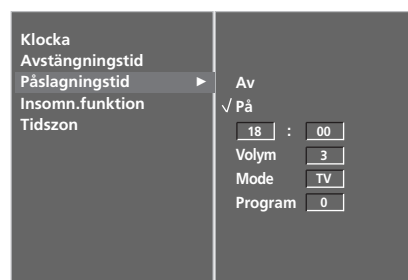 Klocka
Avstängningstid
Påslagningstid ►
Insomn.funktion
Tidszon
Av
√ På
18 : 00
Volym 3
Mode TV
Program 0